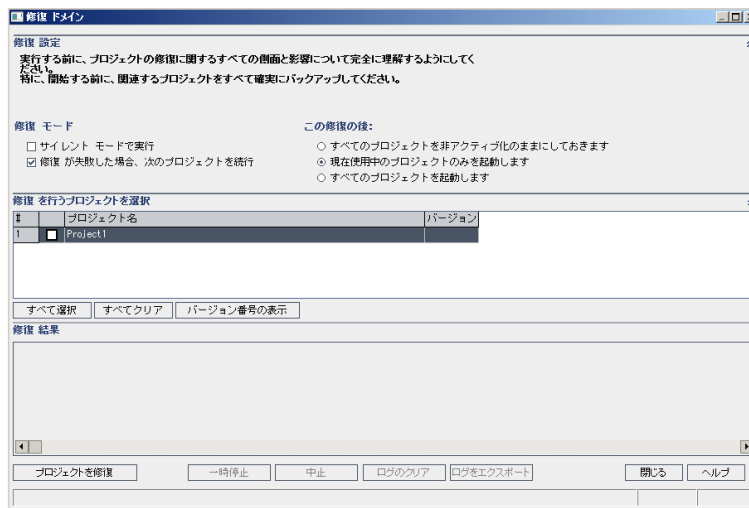 修復 ドメイン
修復 設定
実行する前に、プロジェクトの修復に関するすべての側面と影響について完全に理解するようにしてく
ださい。
特に、開始する前に、関連するプロジェクトをすべて確実にバックアップしてください。
修復 モード
この修復の後:
サイレント モードで実行
すべてのプロジェクトを非アクティブ化のままにしておきます
修復 が失敗した場合、次のプロジェクトを続行
現在使用中のプロジェクトのみを起動します
すべてのプロジェクトを起動します
修復 を行うプロジェクトを選択
# プロジェクト名 バージョン
1 Project1
すべて選択 すべてクリア バージョン番号の表示
修復 結果
プロジェクトを修復 一時停止 中止 ログのクリア ログをエクスポート 閉じる ヘルプ